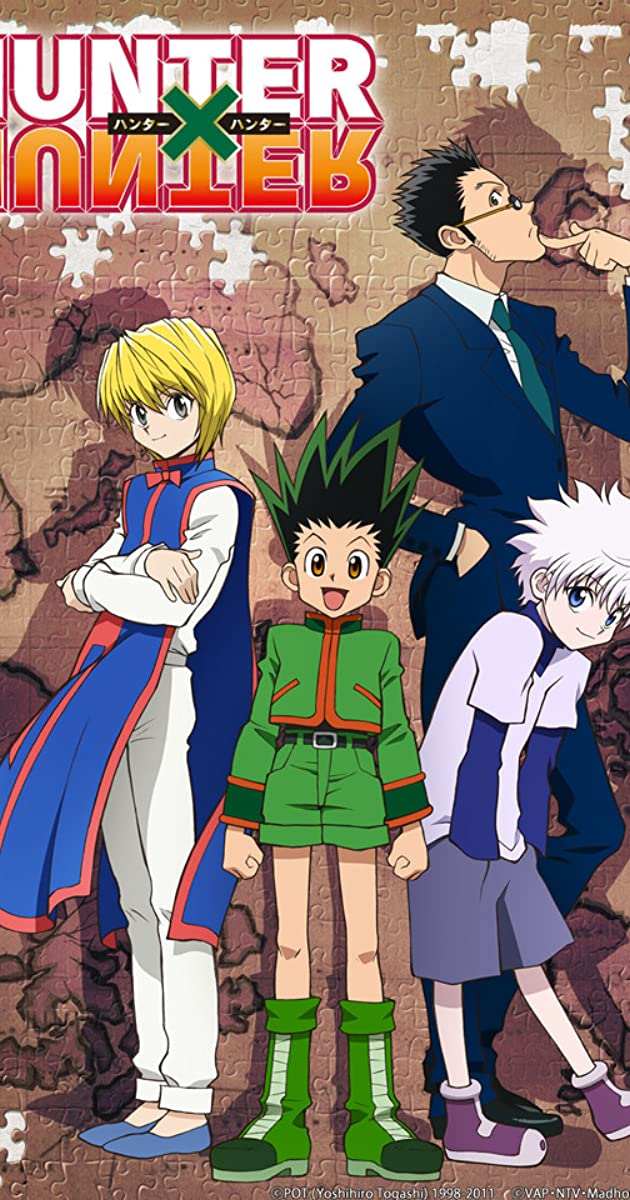 HUNTER
ハンター×ハンター
HUNTER
©POT (Yoshihiro Togashi) 1998-2011 ©VAP・NTV・Madho